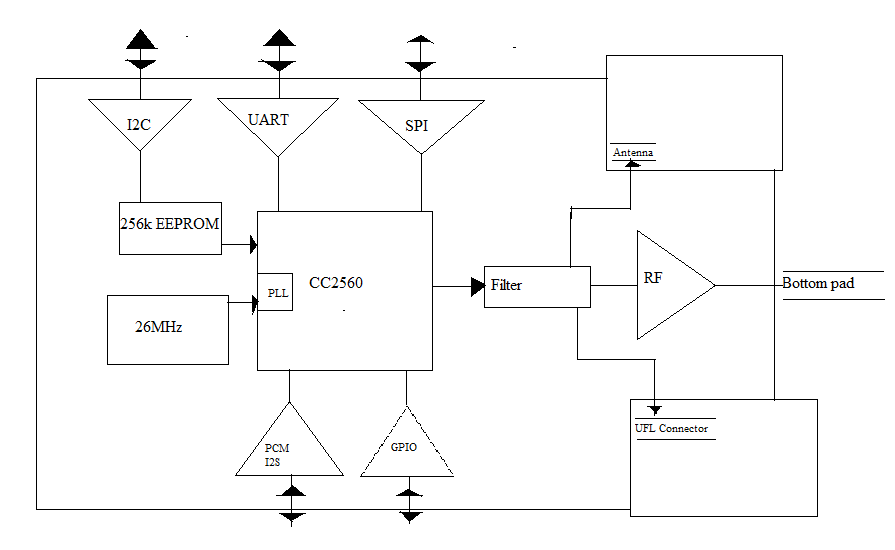 I2C
UART
SPI
Antenna
256k EEPROM
CC2560
PLL
Filter
RF
Bottom pad
26MHz
PCM
I2S
GPIO
UFL Connector